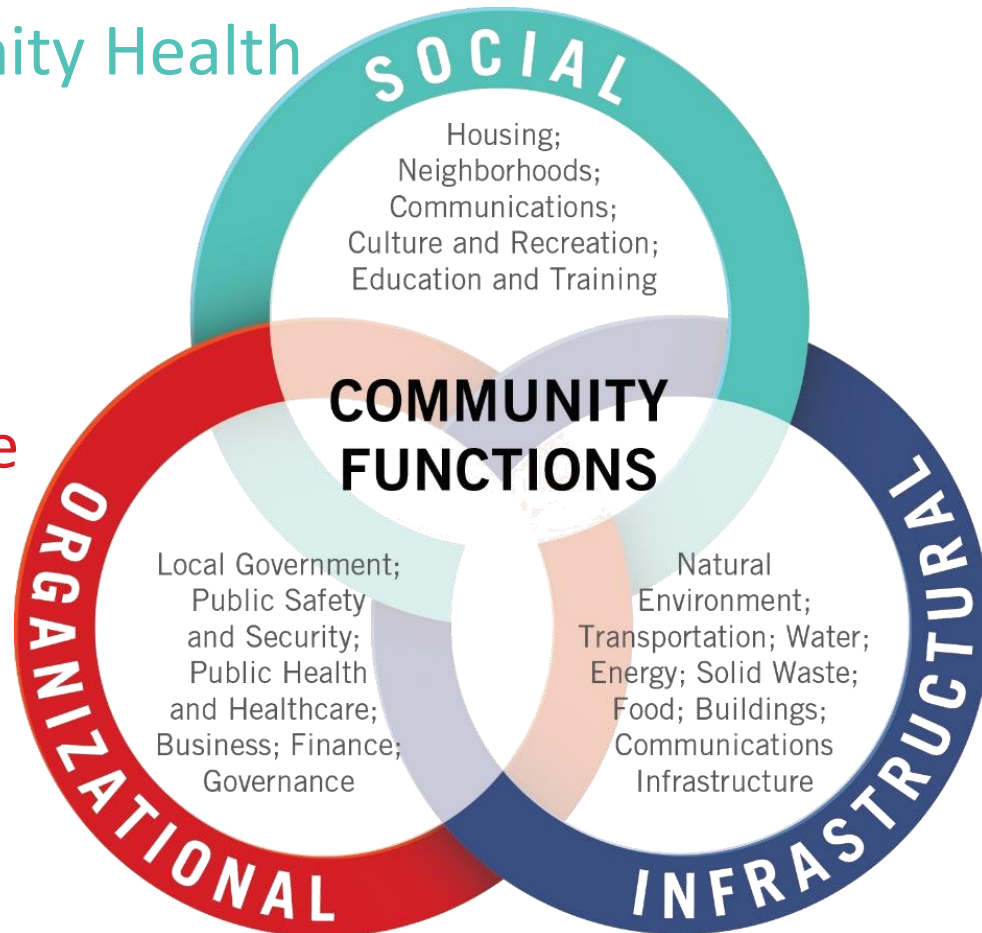 nity Health
SOCIAL
Housing;
Neighborhoods;
Communications;
Culture and Recreation;
Education and Training
COMMUNITY
FUNCTIONS
e
ORGANIZATIONAL
Local Government;
Public Safety
and Security;
Public Health
and Healthcare;
Business; Finance;
Governance
INFRASTRUCTURAL
Natural
Environment;
Transportation; Water;
Energy; Solid Waste;
Food; Buildings;
Communications
Infrastructure